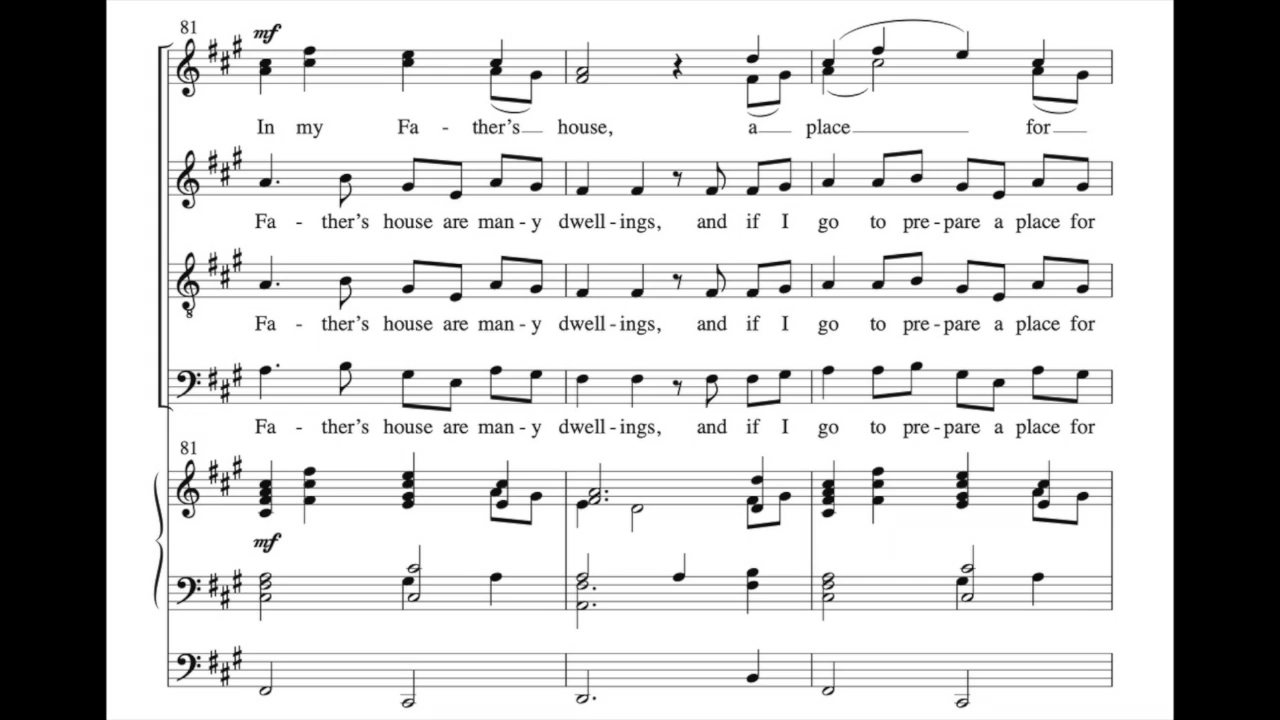 81 mf
In my Fa - ther's house, a place for
Fa - ther's house are man - y dwell - ings, and if I go to pre - pare a place for
8
Fa - ther's house are man - y dwell - ings, and if I go to pre - pare a place for
Fa - ther's house are man - y dwell - ings, and if I go to pre - pare a place for
81
mf